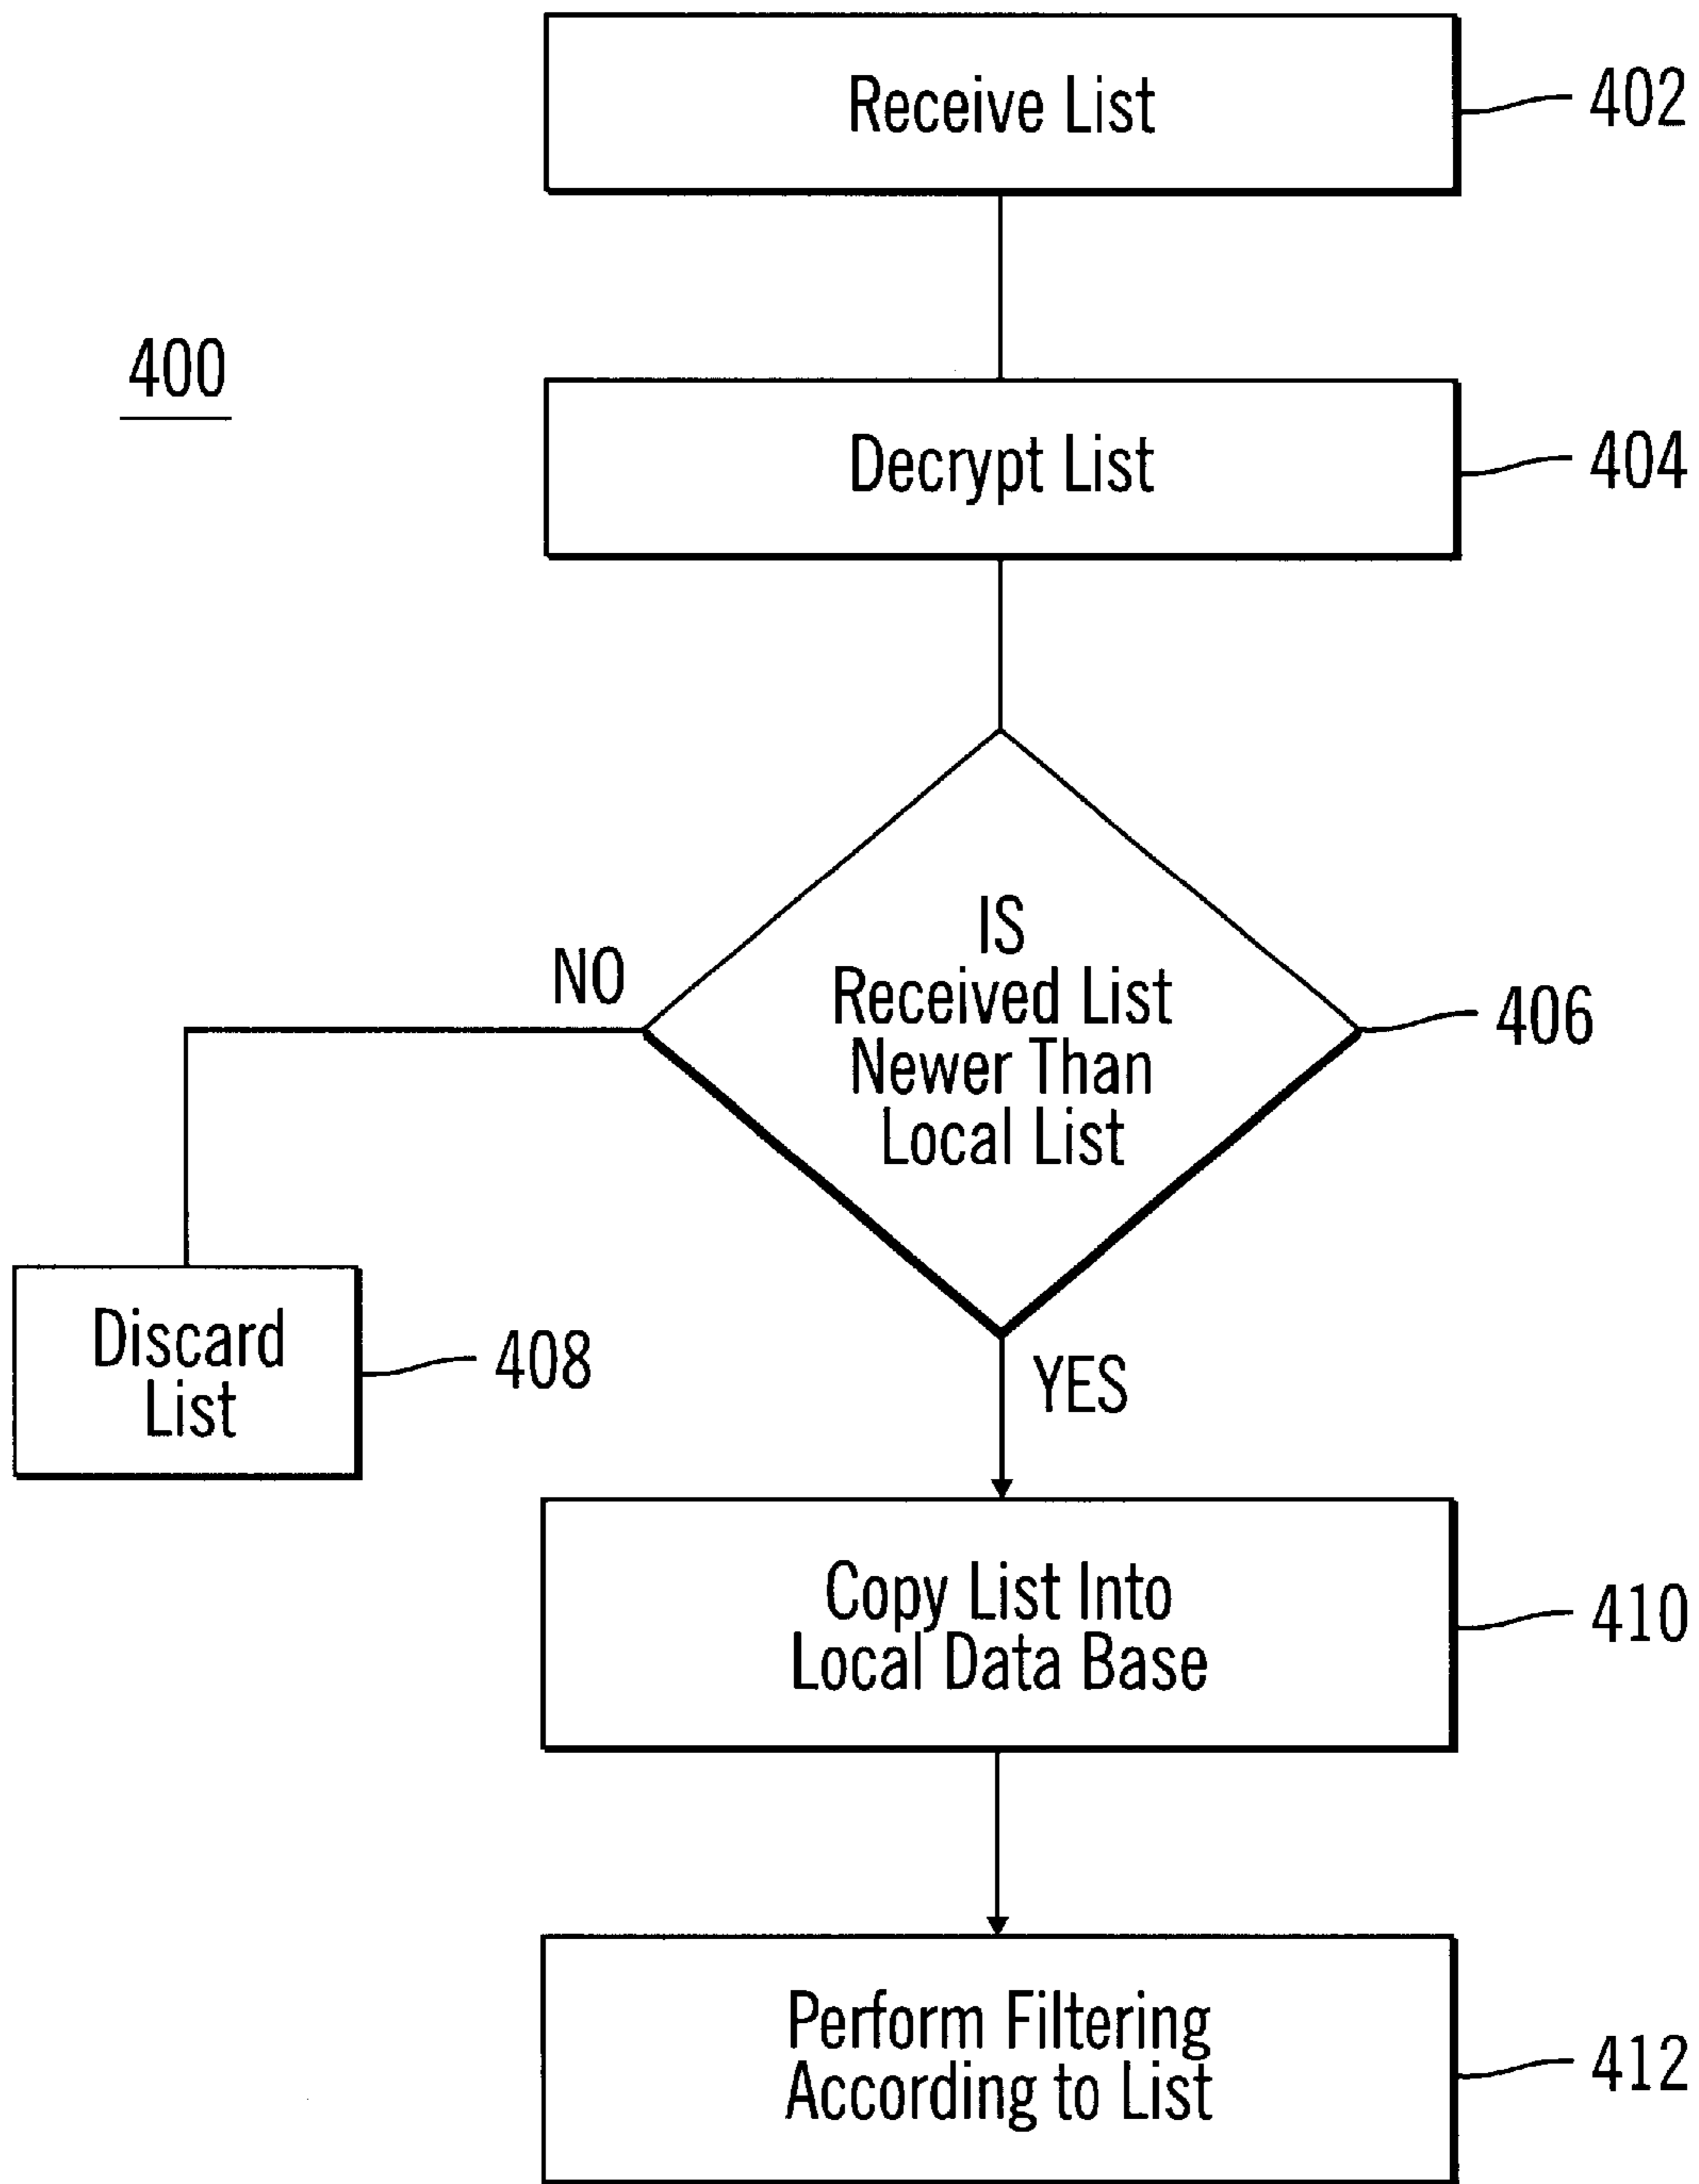 Receive List
402
400
Decrypt List
404
IS
Received List
Newer Than
Local List
NO
406
Discard
List
408
YES
Copy List Into
Local Data Base
410
Perform Filtering
According to List
412